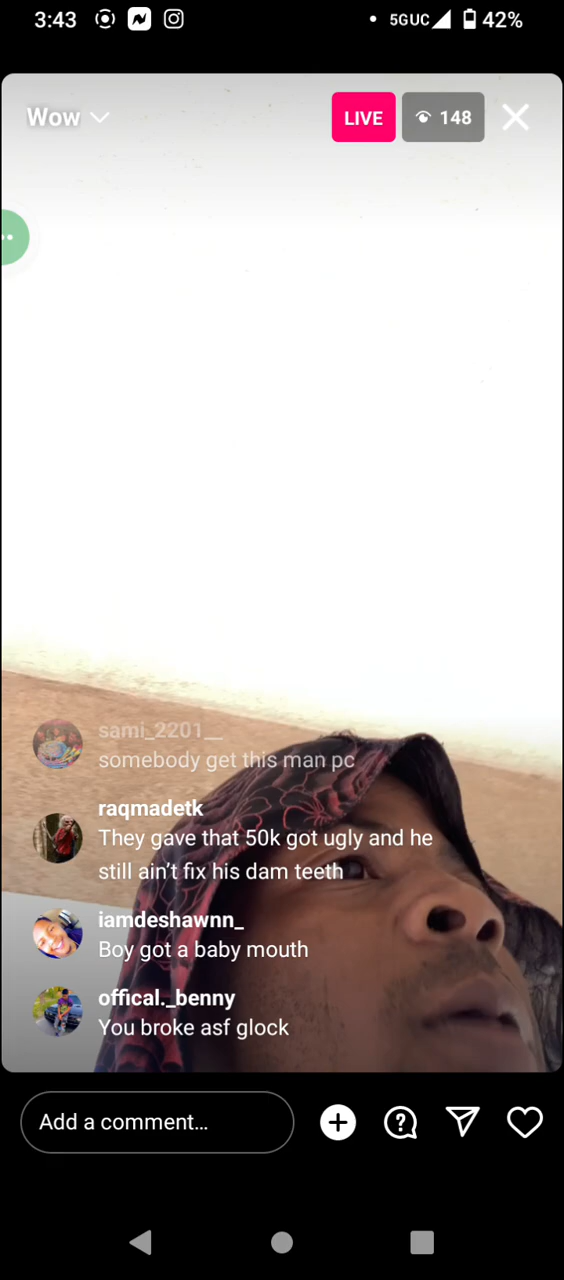 3:43
5GUC 42%
Wow
LIVE 148
sami_2201__
somebody get this man pc
raqmadetk
They gave that 50k got ugly and he
still ain't fix his dam teeth
iamdeshawnn_
Boy got a baby mouth
offical._benny
You broke asf glock
Add a comment...